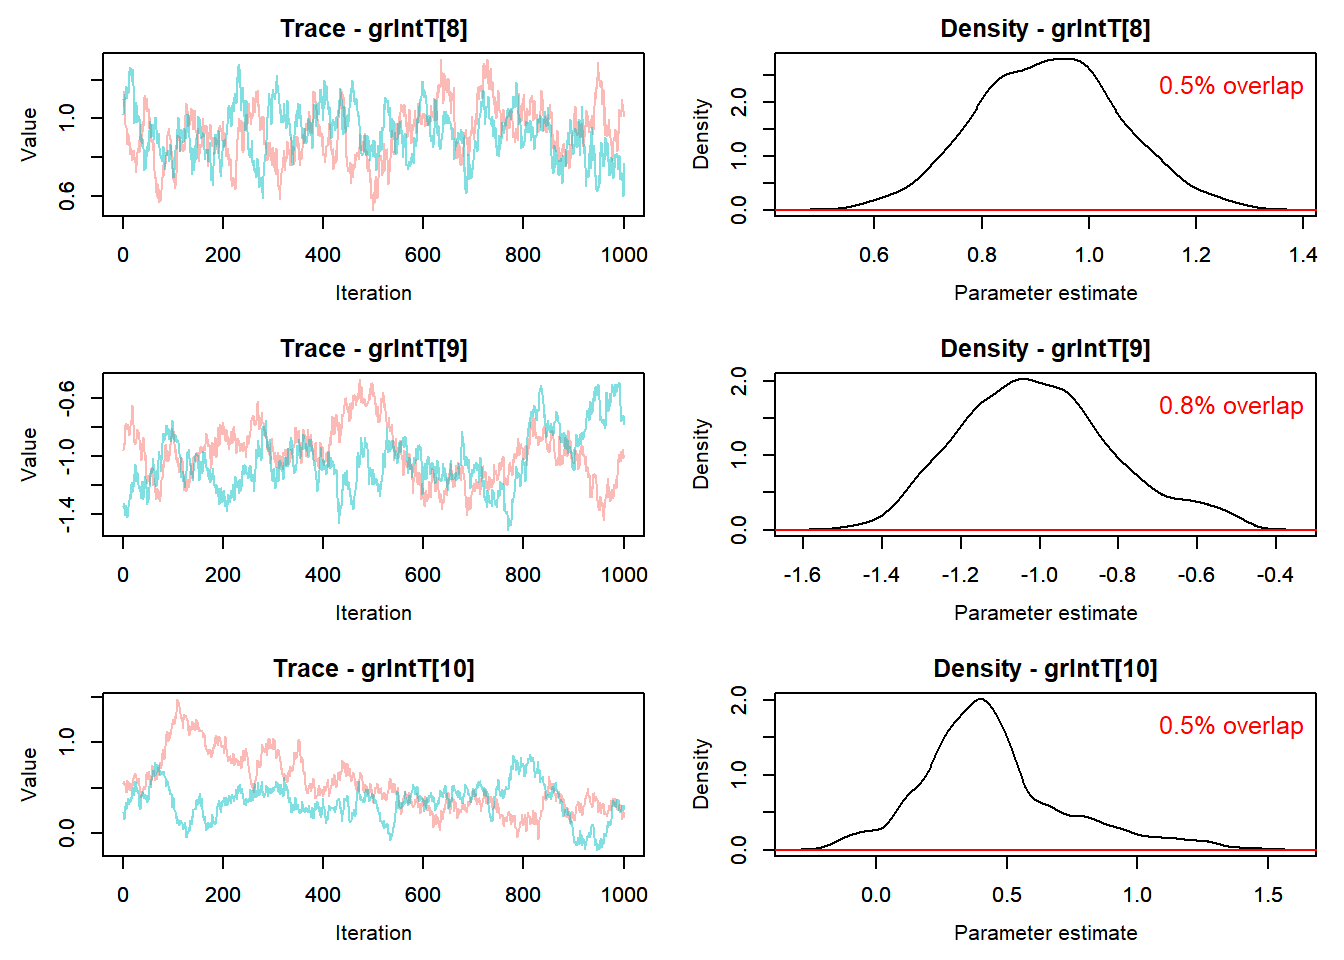 Trace - grIntT[8]
Value
0.6 1.0
0 200 400 600 800 1000
Iteration
Density - grIntT[8]
0.5% overlap
Density
0.0 1.0 2.0
0.6 0.8 1.0 1.2 1.4
Parameter estimate
Trace - grIntT[9]
Value
-1.4 -1.0 -0.6
0 200 400 600 800 1000
Iteration
Density - grIntT[9]
0.8% overlap
Density
0.0 1.0 2.0
-1.6 -1.4 -1.2 -1.0 -0.8 -0.6 -0.4
Parameter estimate
Trace - grIntT[10]
Value
0.0 1.0
0 200 400 600 800 1000
Iteration
Density - grIntT[10]
0.5% overlap
Density
0.0 1.0 2.0
0.0 0.5 1.0 1.5
Parameter estimate